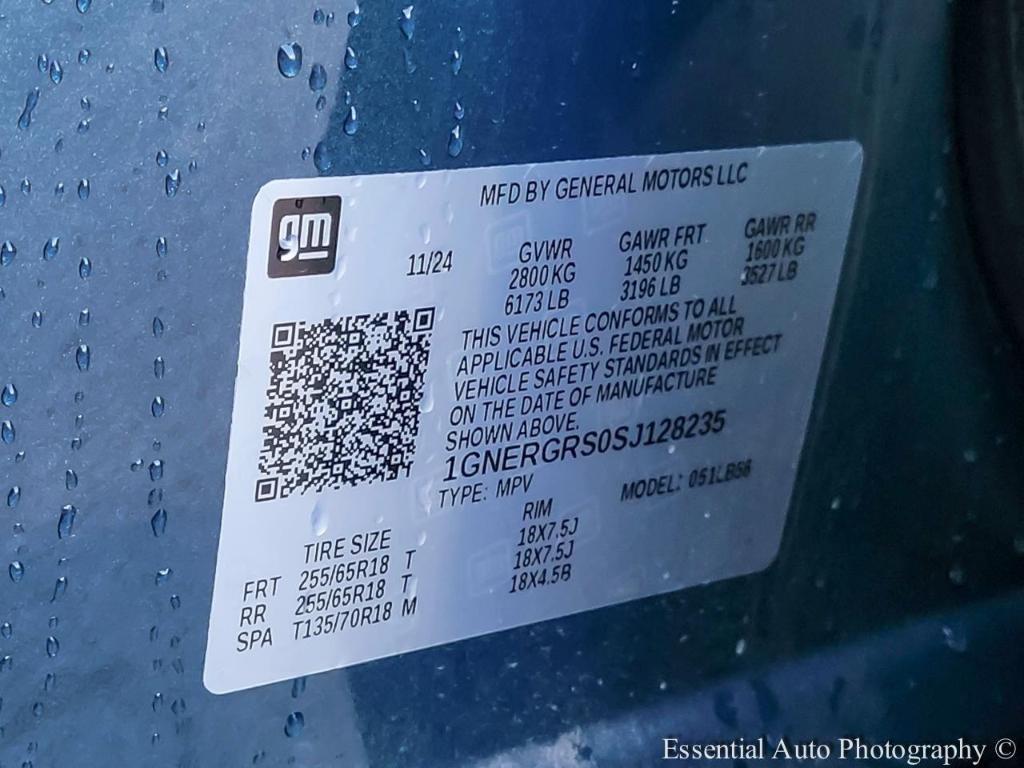 MFD BY GENERAL MOTORS LLC
gm
11/24
GVWR GAWR FRT GAWR RR
2800KG 1450 KG 1600 KG
6173 LB 3196 LB 3527 LB
THIS VEHICLE CONFORMS TO ALL
APPLICABLE U.S. FEDERAL MOTOR
VEHICLE SAFETY STANDARDS IN EFFECT
ON THE DATE OF MANUFACTURE
SHOWN ABOVE.
1GNERGRS0SJ128235
TYPE: MPV MODEL: 051LB56
TIRE SIZE RIM
FRT 255/65R18 T 18X7.5J
RR 255/65R18 T 18X7.5J
SPA T135/70R18 M 18X4.5B
Essential Auto Photography ©